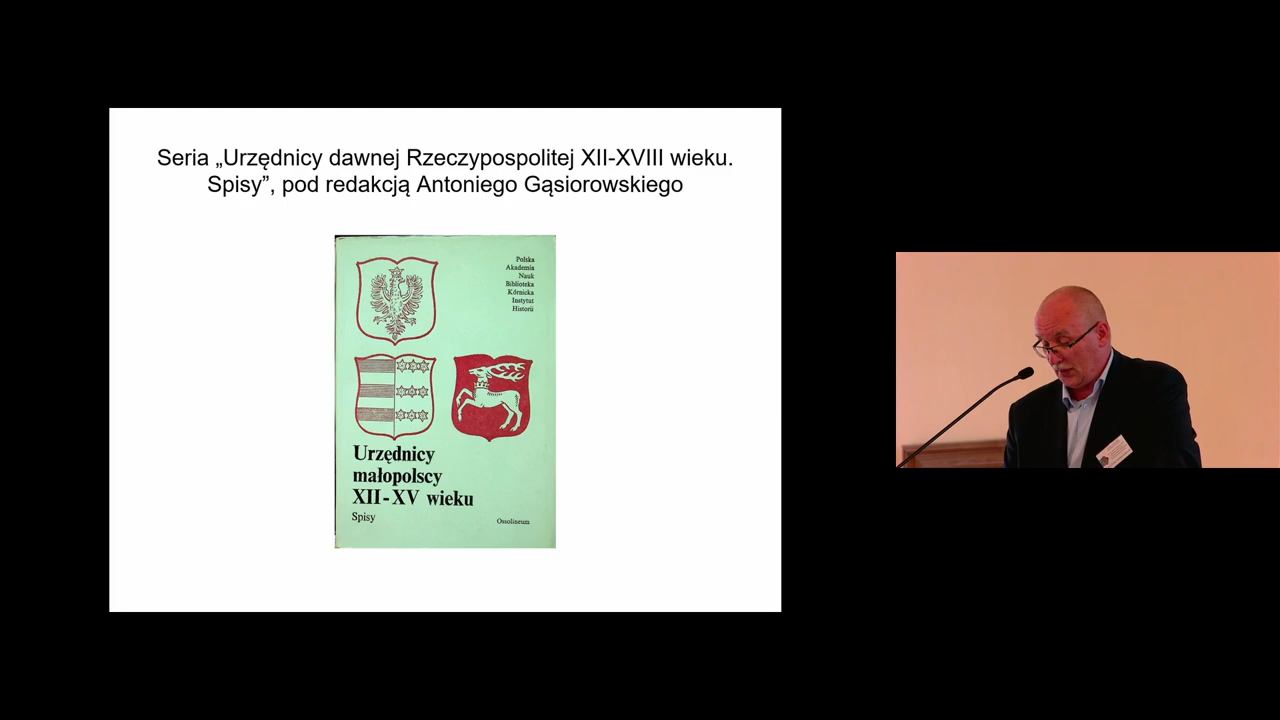 Seria „Urzędnicy dawnej Rzeczypospolitej XII-XVIII wieku.
Spisy”, pod redakcją Antoniego Gąsiorowskiego
Polska
Akademia
Nauk
Biblioteka
Kórnicka
Instytut
Historii
Urzędnicy
małopolscy
XII-XV wieku
Spisy
Ossolineum